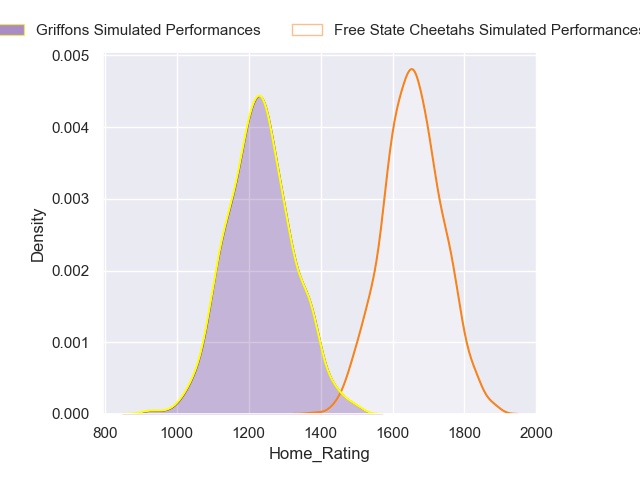 Griffons Simulated Performances Free State Cheetahs Simulated Performances
0.005
0.004
0.003
0.002
0.001
0.000
Density
800 1000 1200 1400 1600 1800 2000
Home_Rating